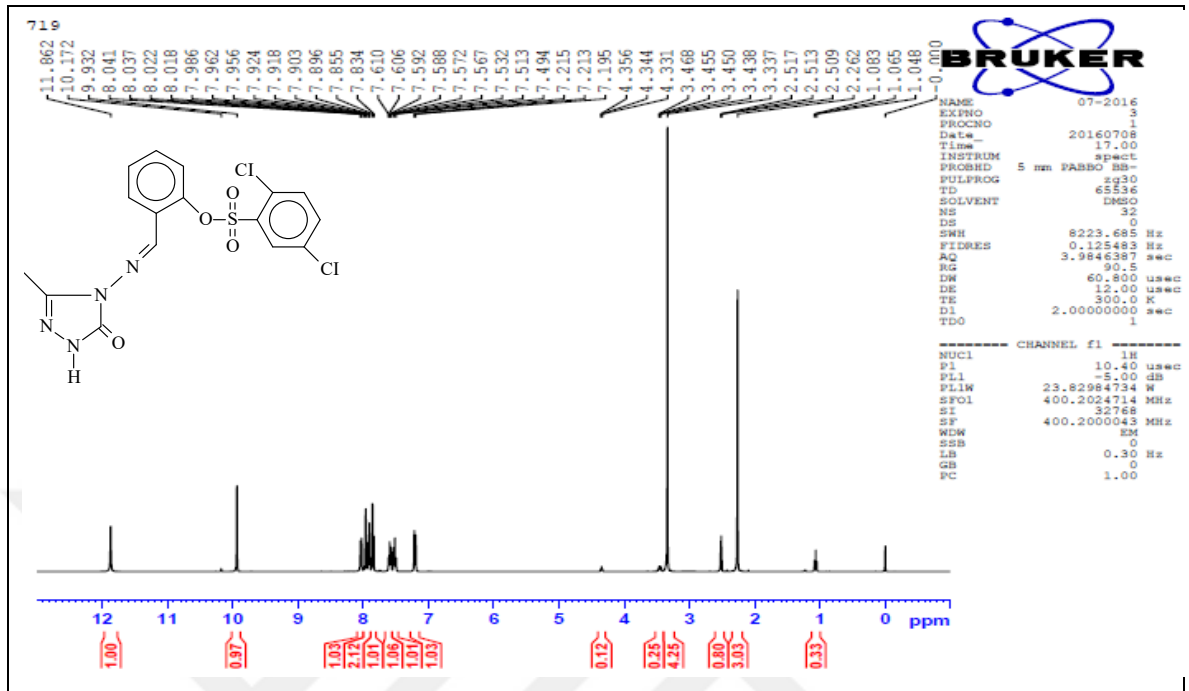 719
11.862
10.172
9.932
8.041
8.037
8.022
8.018
7.986
7.962
7.956
7.924
7.918
7.903
7.896
7.855
7.834
7.610
7.606
7.592
7.588
7.572
7.567
7.532
7.513
7.494
7.215
7.213
7.195
4.356
4.344
4.331
3.468
3.455
3.450
3.438
3.337
2.517
2.513
2.509
2.262
1.083
1.065
1.048
-0.000
BRUKER
NAME 07-2016
EXPNO 3
PROCNO 1
Date_ 20160708
Time 17.00
INSTRUM spect
PROBHD 5 mm PABBO BB-
PULPROG zg30
TD 65536
SOLVENT DMSO
NS 32
DS 0
SWH 8223.685 Hz
FIDRES 0.125483 Hz
AQ 3.9846387 sec
RG 90.5
DW 60.800 usec
DE 12.00 usec
TE 300.0 K
D1 2.00000000 sec
TD0 1
======== CHANNEL f1 ========
NUC1 1H
P1 10.40 usec
PL1 -5.00 dB
PL1W 23.82984734 W
SFO1 400.2024714 MHz
SI 32768
SF 400.2000043 MHz
WDW EM
SSB 0
LB 0.30 Hz
GB 0
PC 1.00
Cl
O
O S
O
Cl
N
N
N
N O
H
12 11 10 9 8 7 6 5 4 3 2 1 0 ppm
1.00
0.97
1.03
2.12
1.01
1.06
1.01
1.03
0.12
0.25
4.25
0.80
3.03
0.33